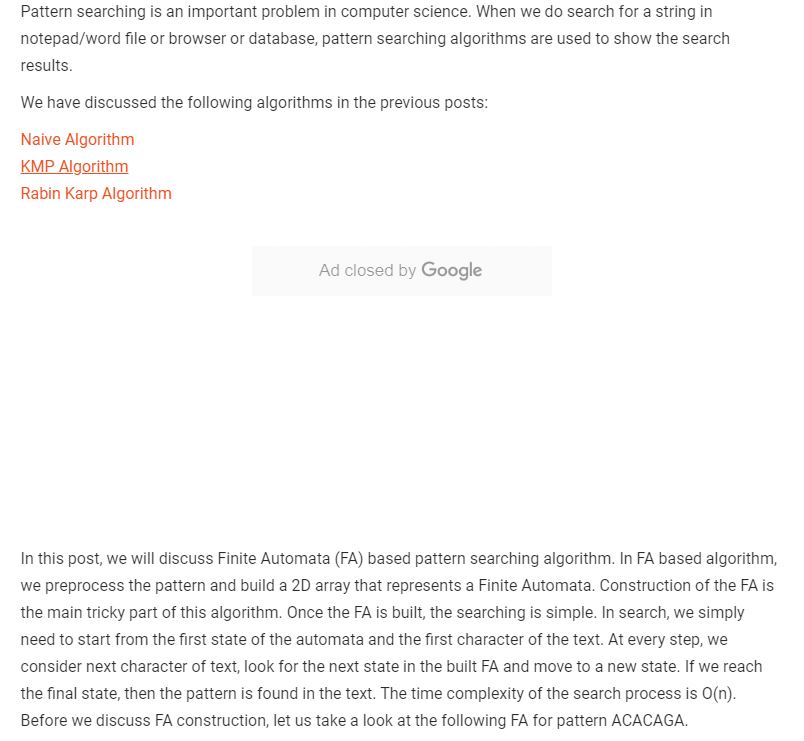 Pattern searching is an important problem in computer science. When we do search for a string in
notepad/word file or browser or database, pattern searching algorithms are used to show the search
results.
We have discussed the following algorithms in the previous posts:
Naive Algorithm
KMP Algorithm
Rabin Karp Algorithm
Ad closed by Google
In this post, we will discuss Finite Automata (FA) based pattern searching algorithm. In FA based algorithm,
we preprocess the pattern and build a 2D array that represents a Finite Automata. Construction of the FA is
the main tricky part of this algorithm. Once the FA is built, the searching is simple. In search, we simply
need to start from the first state of the automata and the first character of the text. At every step, we
consider next character of text, look for the next state in the built FA and move to a new state. If we reach
the final state, then the pattern is found in the text. The time complexity of the search process is O(n).
Before we discuss FA construction, let us take a look at the following FA for pattern ACACAGA.